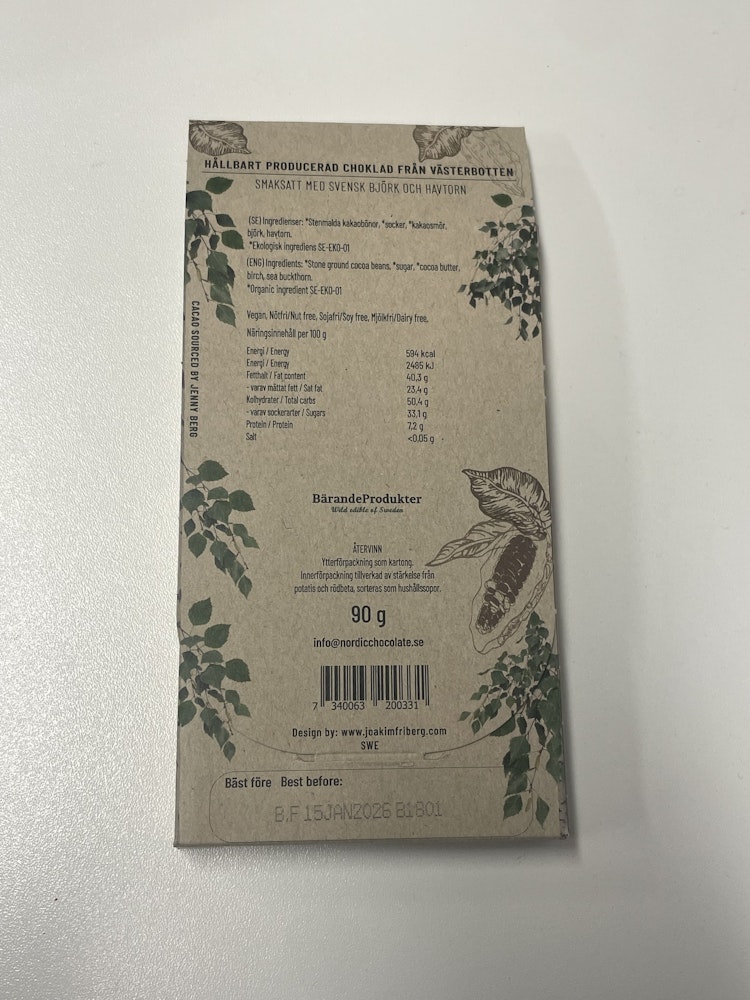 HÅLLBART PRODUCERAD CHOKLAD FRÅN VÄSTERBOTTEN
SMAKSATT MED SVENSK BJÖRK OCH HAVTORN
(SE) Ingredienser: *Stenmalda kakaobönor, *socker, *kakaosmör,
björk, havtorn.
*Ekologisk ingrediens SE-EKO-01
(ENG) Ingredients: *Stone ground cocoa beans, *sugar, *cocoa butter,
birch, sea buckthorn.
*Organic ingredient SE-EKO-01
Vegan, Nötfri/Nut free, Sojafri/Soy free, Mjölkfri/Dairy free,
Näringsinnehåll per 100 g
Energi / Energy 594 kcal
Energi / Energy 2485 kJ
Fetthalt / Fat content 40,3 g
- varav mättat fett / Sat fat 23,4 g
Kolhydrater / Total carbs 50,4 g
- varav sockerarter / Sugars 33,1 g
Protein / Protein 7,2 g
Salt <0,05 g
CACAO SOURCED BY JENNY BERG
BärandeProdukter
Wild edible of Sweden
ÅTERVINN
Ytterförpackning som kartong.
Innerförpackning tillverkad av stärkelse från
potatis och rödbeta, sorteras som hushållssopor.
90 g
info@nordicchocolate.se
7 340063 200331
Design by: www.joakimfriberg.com
SWE
Bäst före Best before:
B.F 15JAN2026 B1801